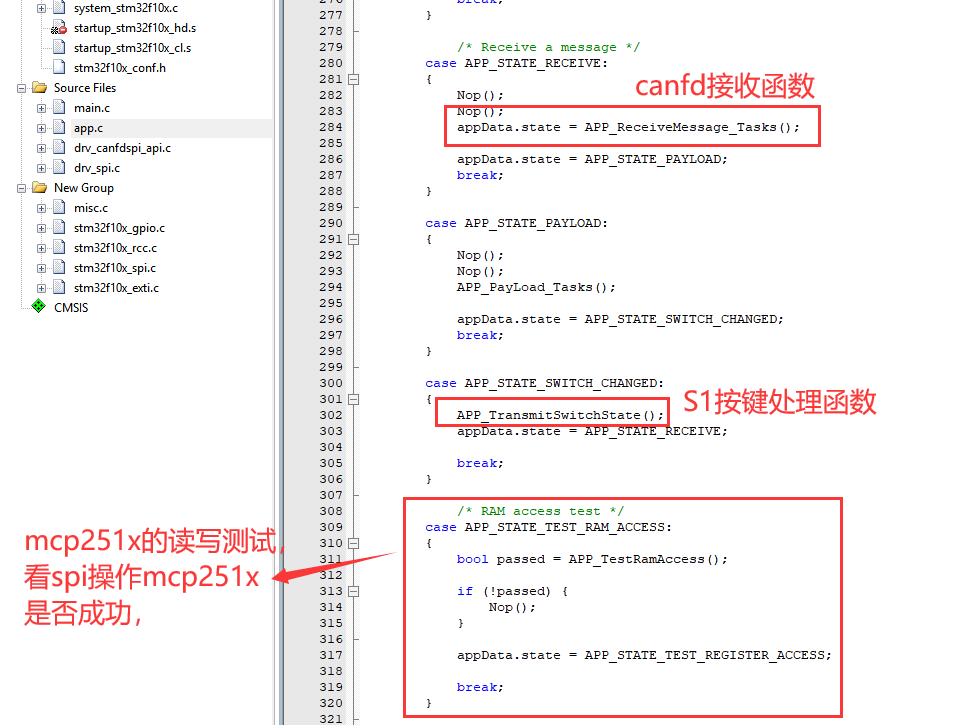 system_stm32f10x.c
startup_stm32f10x_hd.s
startup_stm32f10x_cl.s
stm32f10x_conf.h
Source Files
main.c
app.c
drv_canfdspi_api.c
drv_spi.c
New Group
misc.c
stm32f10x_gpio.c
stm32f10x_rcc.c
stm32f10x_spi.c
stm32f10x_exti.c
CMSIS
276 break;
277 }
278
279 /* Receive a message */
280 case APP_STATE_RECEIVE:
281 {
282 Nop();
283 Nop();
284 appData.state = APP_ReceiveMessage_Tasks();
285
286 appData.state = APP_STATE_PAYLOAD;
287 break;
288 }
289
290 case APP_STATE_PAYLOAD:
291 {
292 Nop();
293 Nop();
294 APP_PayLoad_Tasks();
295
296 appData.state = APP_STATE_SWITCH_CHANGED;
297 break;
298 }
299
300 case APP_STATE_SWITCH_CHANGED:
301 {
302 APP_TransmitSwitchState();
303 appData.state = APP_STATE_RECEIVE;
304
305 break;
306 }
307
308 /* RAM access test */
309 case APP_STATE_TEST_RAM_ACCESS:
310 {
311 bool passed = APP_TestRamAccess();
312
313 if (!passed) {
314 Nop();
315 }
316
317 appData.state = APP_STATE_TEST_REGISTER_ACCESS;
318
319 break;
320 }
321
canfd接收函数
S1按键处理函数
mcp251x的读写测试,
看spi操作mcp251x
是否成功,